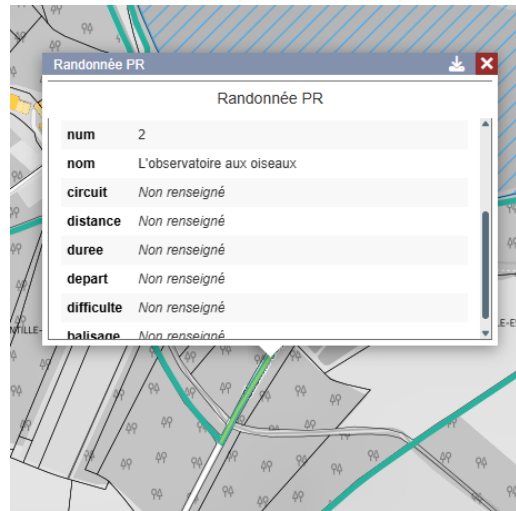 Randonnée PR
Randonnée PR
num 2
nom L'observatoire aux oiseaux
circuit Non renseigné
distance Non renseigné
duree Non renseigné
depart Non renseigné
difficulte Non renseigné
balisage Non renseigné